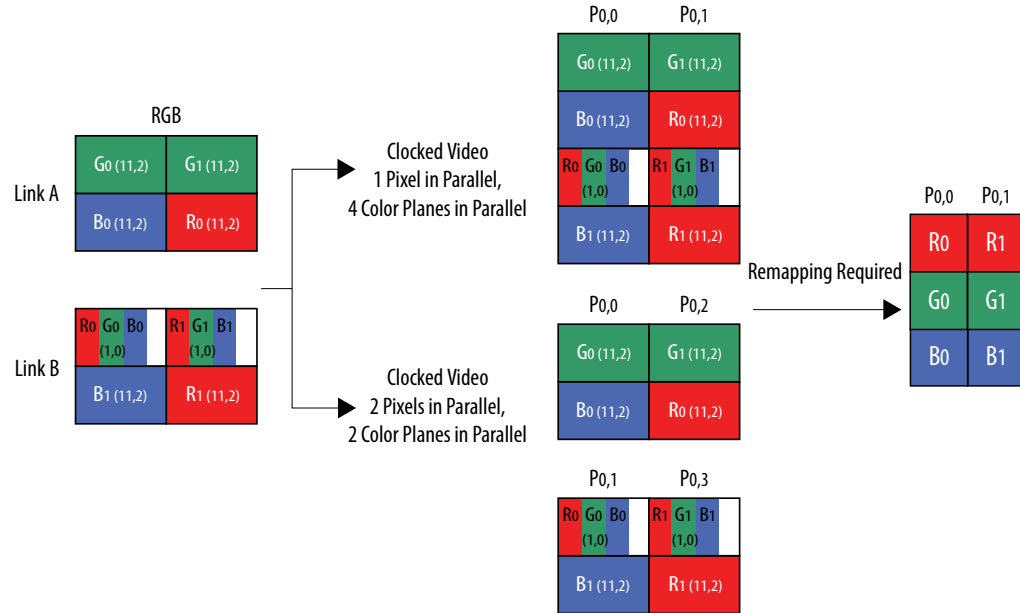 RGB
Link A
G0 (11,2) G1 (11,2)
B0 (11,2) R0 (11,2)
Link B
R0 G0 B0 R1 G1 B1
(1,0) (1,0)
B1 (11,2) R1 (11,2)
Clocked Video
1 Pixel in Parallel,
4 Color Planes in Parallel
Clocked Video
2 Pixels in Parallel,
2 Color Planes in Parallel
P0,0 P0,1
G0 (11,2) G1 (11,2)
B0 (11,2) R0 (11,2)
R0 G0 B0 R1 G1 B1
(1,0) (1,0)
B1 (11,2) R1 (11,2)
P0,0 P0,2
G0 (11,2) G1 (11,2)
B0 (11,2) R0 (11,2)
P0,1 P0,3
R0 G0 B0 R1 G1 B1
(1,0) (1,0)
B1 (11,2) R1 (11,2)
Remapping Required
P0,0 P0,1
R0 R1
G0 G1
B0 B1